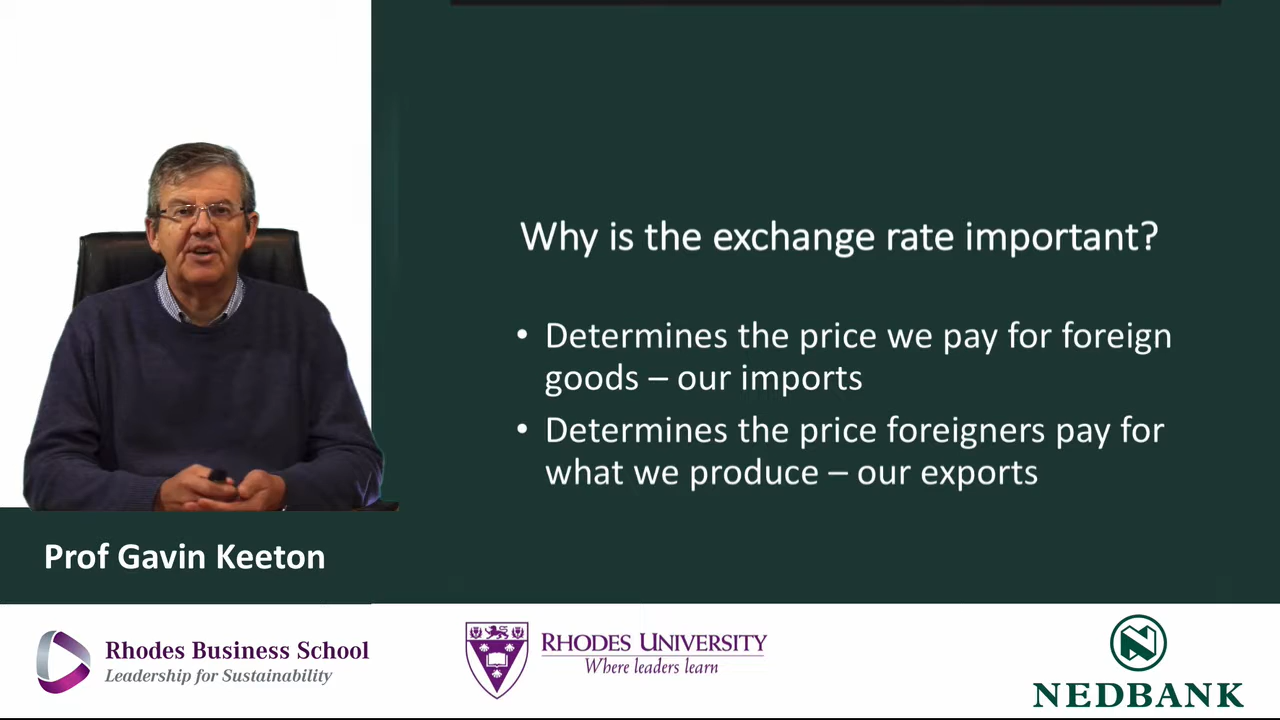 Why is the exchange rate important?
• Determines the price we pay for foreign
goods – our imports
• Determines the price foreigners pay for
what we produce – our exports
Prof Gavin Keeton
Rhodes Business School
Leadership for Sustainability
RHODES UNIVERSITY
Where leaders learn
NEDBANK